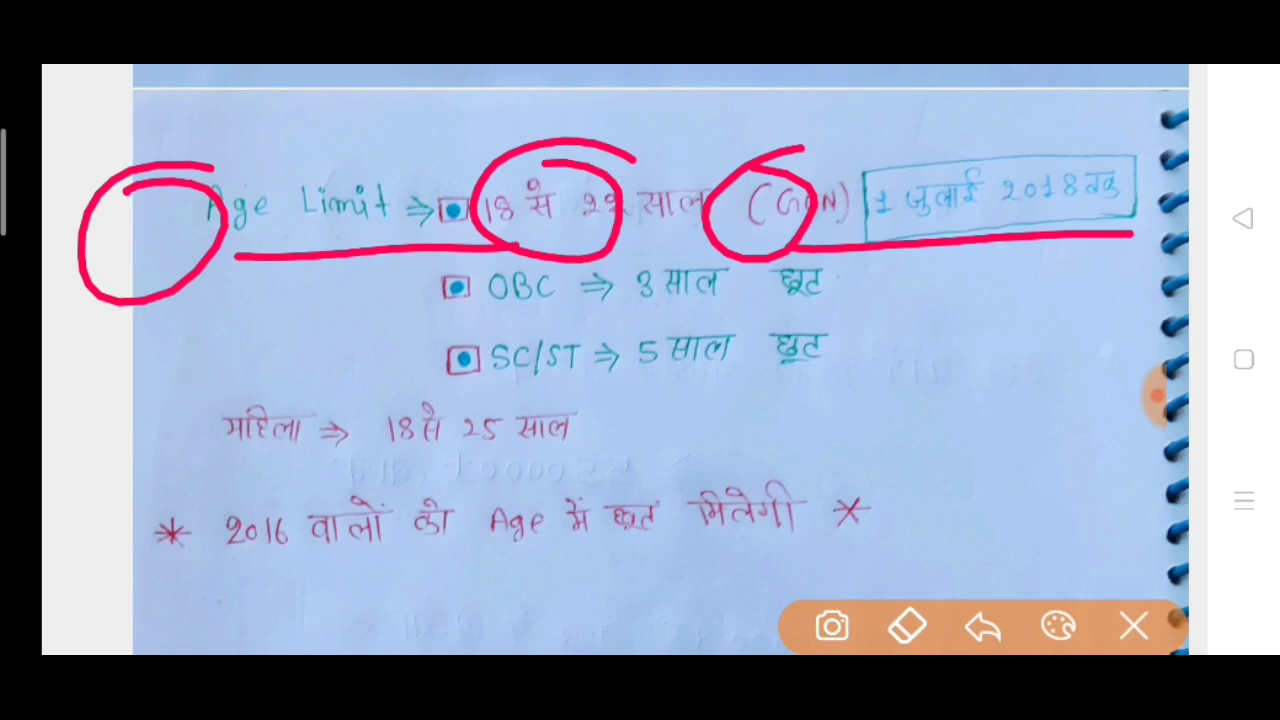 Age Limit ⇒ 18 से 22 साल (GEN) 1 जुलाई 2018 तक
OBC ⇒ 3 साल छूट
SC/ST ⇒ 5 साल छूट
महिला ⇒ 18 से 25 साल
* 2016 वालों को Age में छूट मिलेगी *